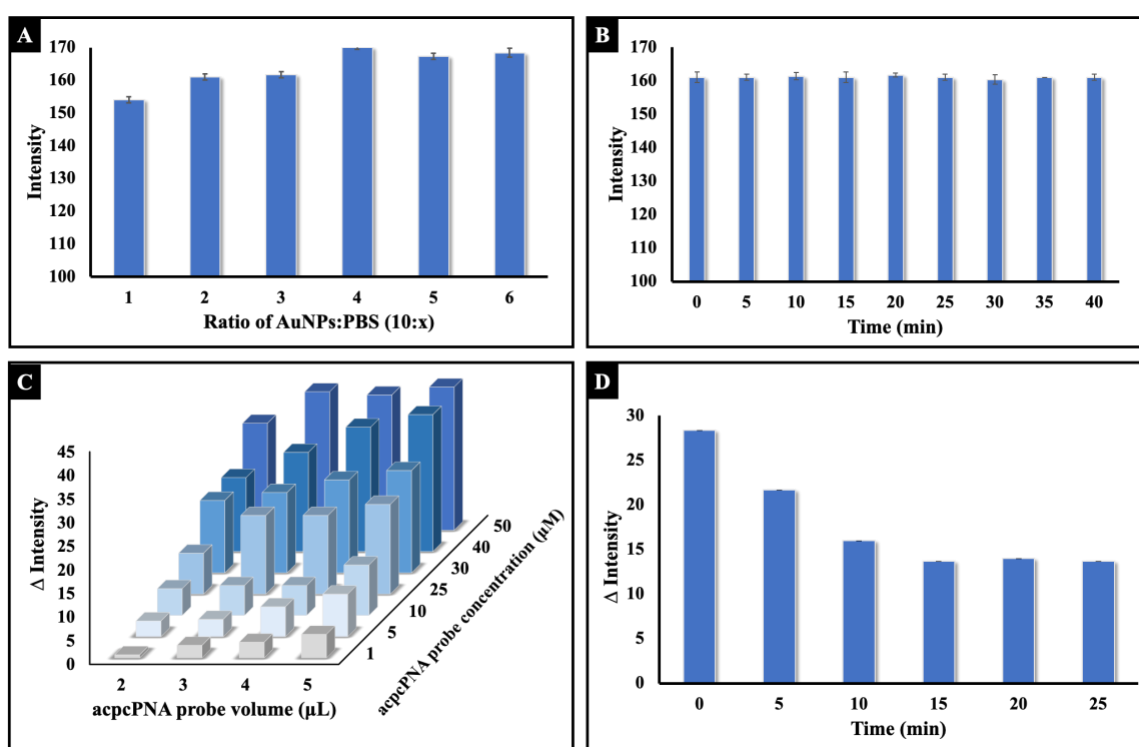 A
170
160
150
140
130
120
110
100
Intensity
1 2 3 4 5 6
Ratio of AuNPs:PBS (10:x)
B
170
160
150
140
130
120
110
100
Intensity
0 5 10 15 20 25 30 35 40
Time (min)
C
45
40
35
30
25
20
15
10
5
0
Δ Intensity
2 3 4 5
acpcPNA probe volume (µL)
1 5 10 25 30 40 50
acpcPNA probe concentration (µM)
D
30
25
20
15
10
5
0
Δ Intensity
0 5 10 15 20 25
Time (min)